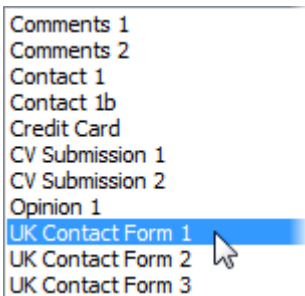 Comments 1
Comments 2
Contact 1
Contact 1b
Credit Card
CV Submission 1
CV Submission 2
Opinion 1
UK Contact Form 1
UK Contact Form 2
UK Contact Form 3